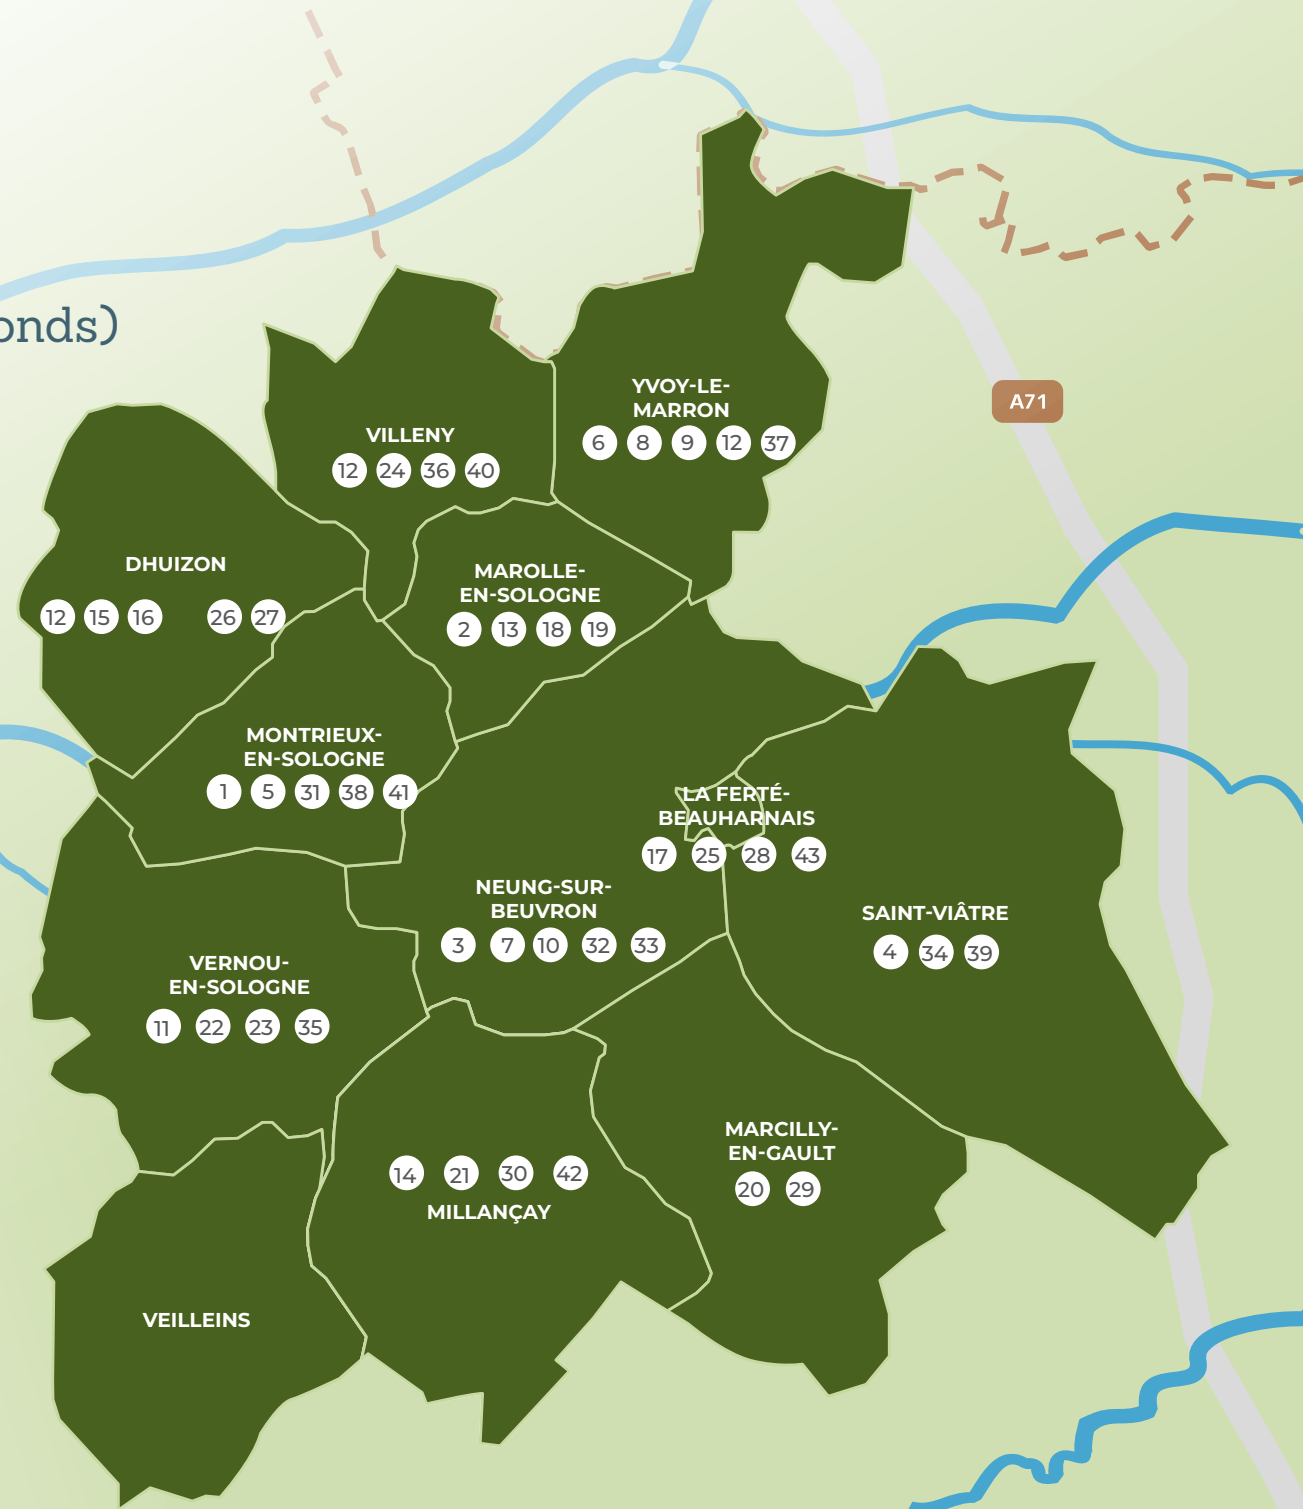 onds)
A71
YVOY-LE-
MARRON
6 8 9 12 37
VILLENY
12 24 36 40
DHUIZON
12 15 16 26 27
MAROLLE-
EN-SOLOGNE
2 13 18 19
MONTRIEUX-
EN-SOLOGNE
1 5 31 38 41
LA FERTÉ-
BEAUHARNAIS
17 25 28 43
NEUNG-SUR-
BEUVRON
3 7 10 32 33
SAINT-VIÂTRE
4 34 39
VERNOU-
EN-SOLOGNE
11 22 23 35
MARCILLY-
EN-GAULT
20 29
14 21 30 42
MILLANÇAY
VEILLEINS